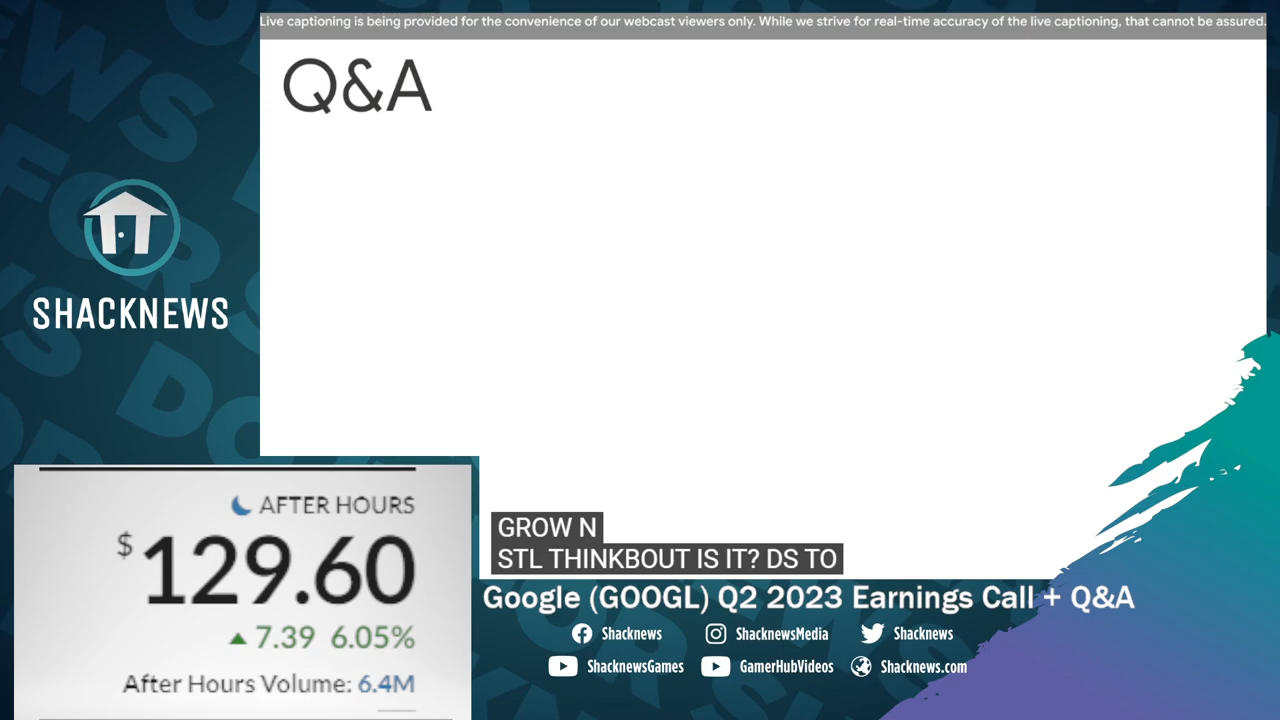 Live captioning is being provided for the convenience of our webcast viewers only. While we strive for real-time accuracy of the live captioning, that cannot be assured.
Q&A
SHACKNEWS
AFTER HOURS
$129.60
▲ 7.39 6.05%
After Hours Volume: 6.4M
GROW N
STL THINKBOUT IS IT? DS TO
Google (GOOGL) Q2 2023 Earnings Call + Q&A
Shacknews ShacknewsMedia Shacknews
ShacknewsGames GamerHubVideos Shacknews.com